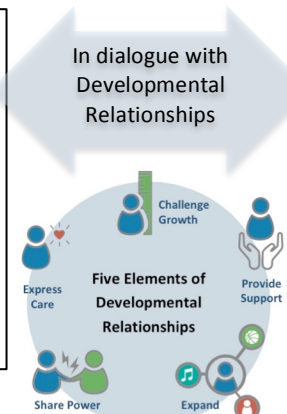 In dialogue with
Developmental
Relationships
Challenge
Growth
Express
Care
Five Elements of
Developmental
Relationships
Provide
Support
Share Power
Expand